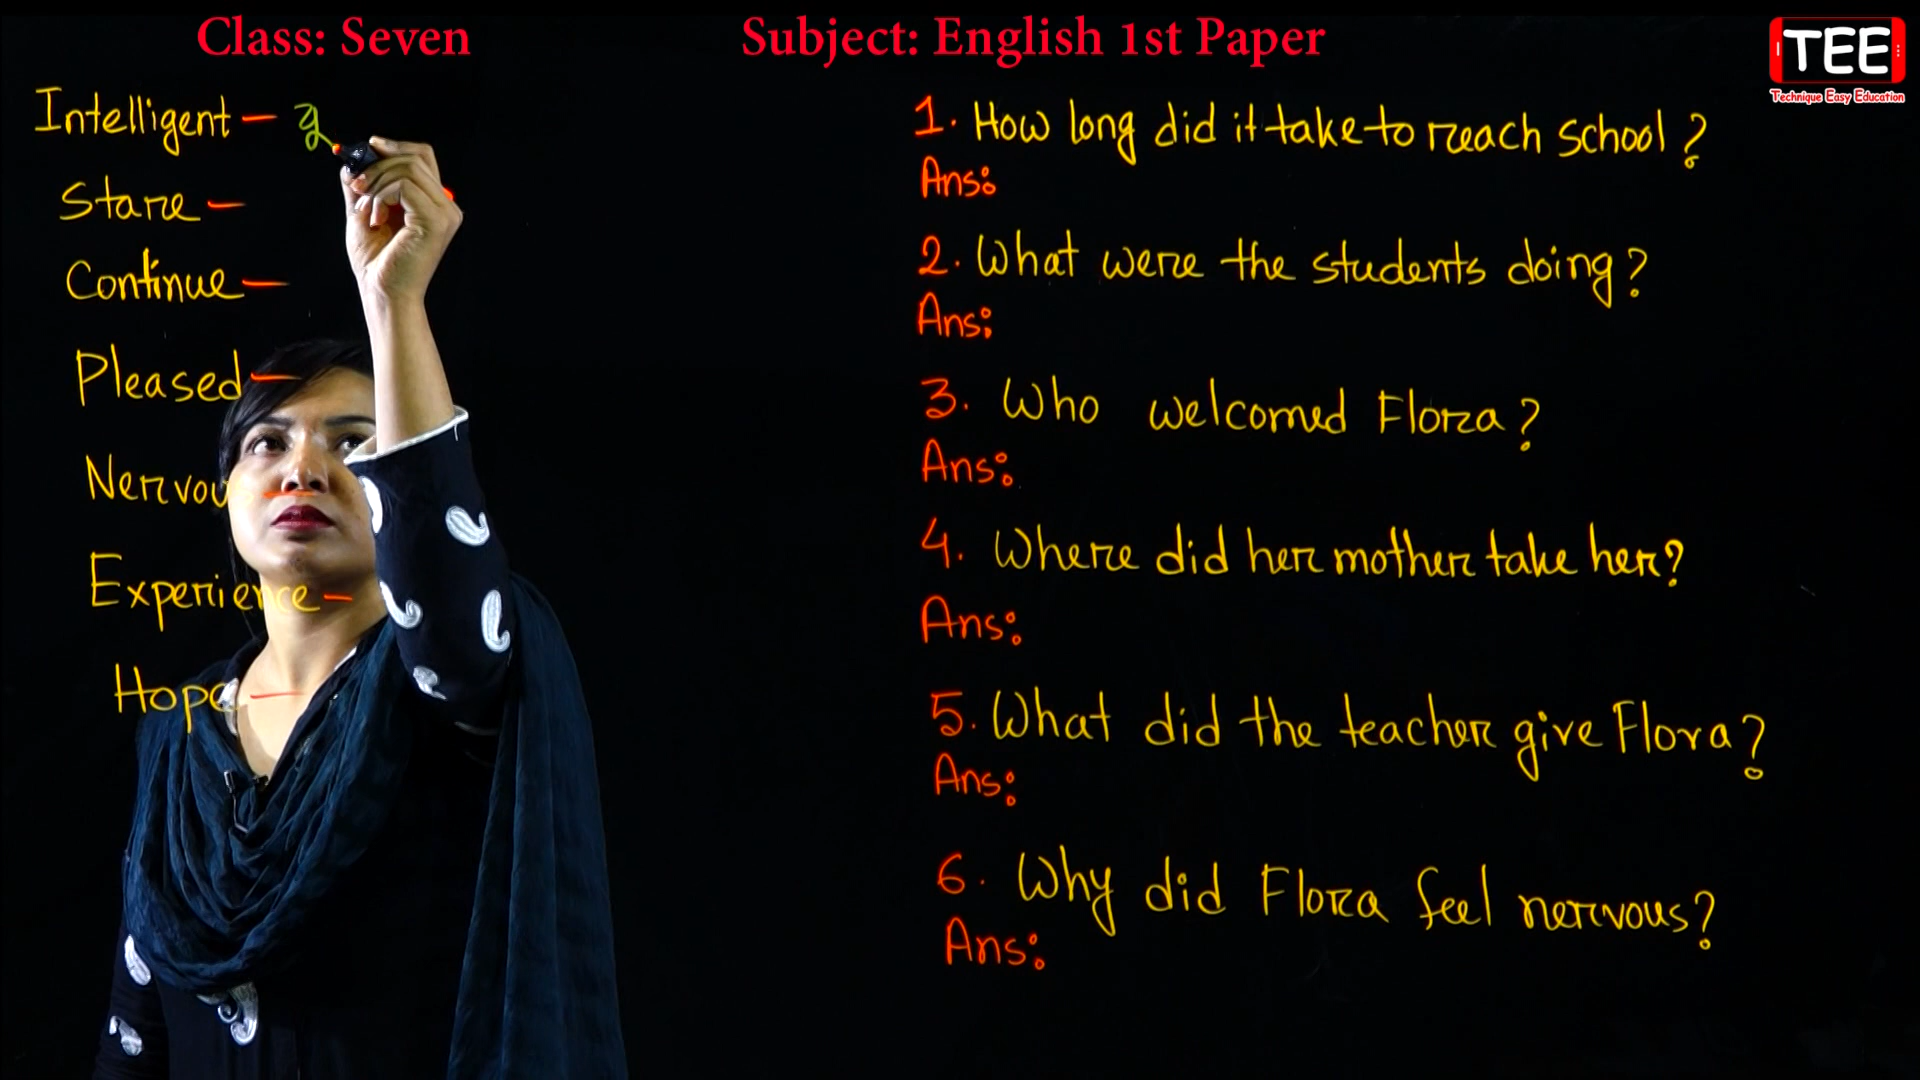 Class: Seven
Subject: English 1st Paper
TEE
Technique Easy Education
Intelligent –
Stare –
Continue –
Pleased –
Nervous –
Experience –
Hope –
1. How long did it take to reach school?
Ans:
2. What were the students doing?
Ans:
3. Who welcomed Flora?
Ans:
4. Where did her mother take her?
Ans:
5. What did the teacher give Flora?
Ans:
6. Why did Flora feel nervous?
Ans: